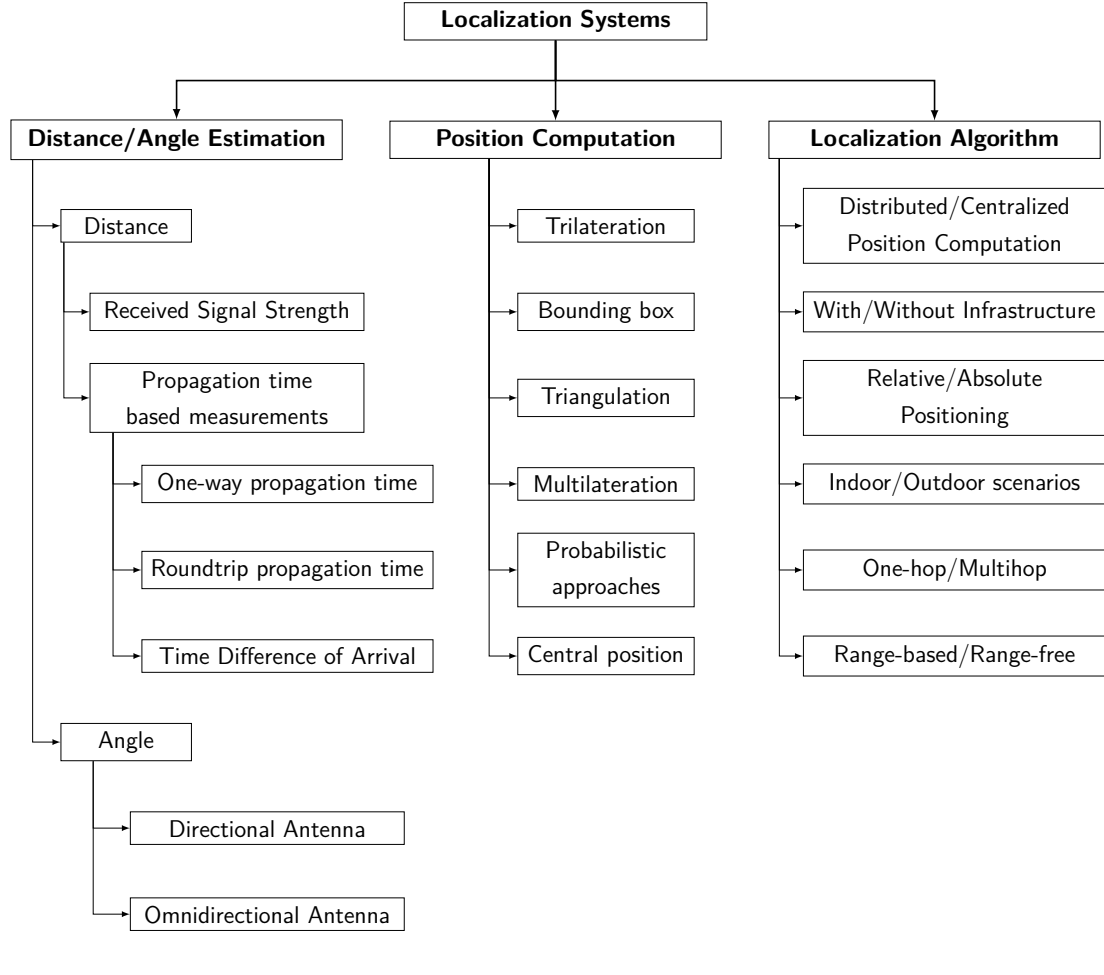 Localization Systems
Distance/Angle Estimation
Position Computation
Localization Algorithm
Distance
Received Signal Strength
Propagation time
based measurements
One-way propagation time
Roundtrip propagation time
Time Difference of Arrival
Angle
Directional Antenna
Omnidirectional Antenna
Trilateration
Bounding box
Triangulation
Multilateration
Probabilistic
approaches
Central position
Distributed/Centralized
Position Computation
With/Without Infrastructure
Relative/Absolute
Positioning
Indoor/Outdoor scenarios
One-hop/Multihop
Range-based/Range-free